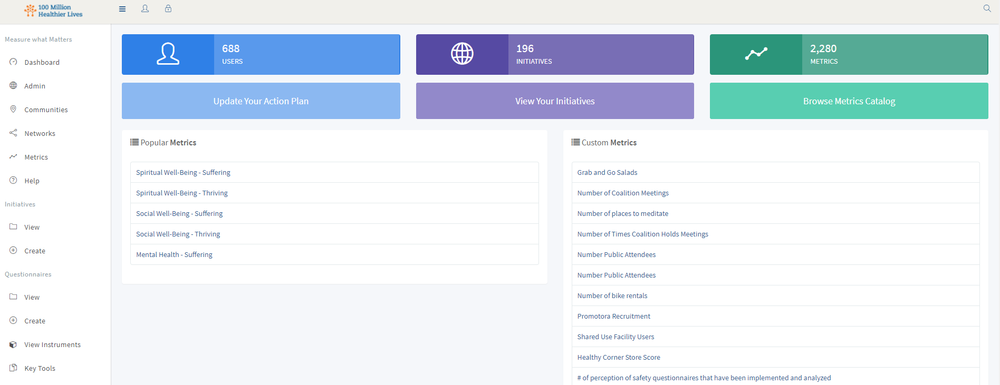 100 Million
Healthier Lives
Measure what Matters
Dashboard
Admin
Communities
Networks
Metrics
Help
Initiatives
View
Create
Questionnaires
View
Create
View Instruments
Key Tools
688
USERS
196
INITIATIVES
2,280
METRICS
Update Your Action Plan
View Your Initiatives
Browse Metrics Catalog
Popular Metrics
Spiritual Well-Being - Suffering
Spiritual Well-Being - Thriving
Social Well-Being - Suffering
Social Well-Being - Thriving
Mental Health - Suffering
Custom Metrics
Grab and Go Salads
Number of Coalition Meetings
Number of places to meditate
Number of Times Coalition Holds Meetings
Number Public Attendees
Number Public Attendees
Number of bike rentals
Promotora Recruitment
Shared Use Facility Users
Healthy Corner Store Score
# of perception of safety questionnaires that have been implemented and analyzed